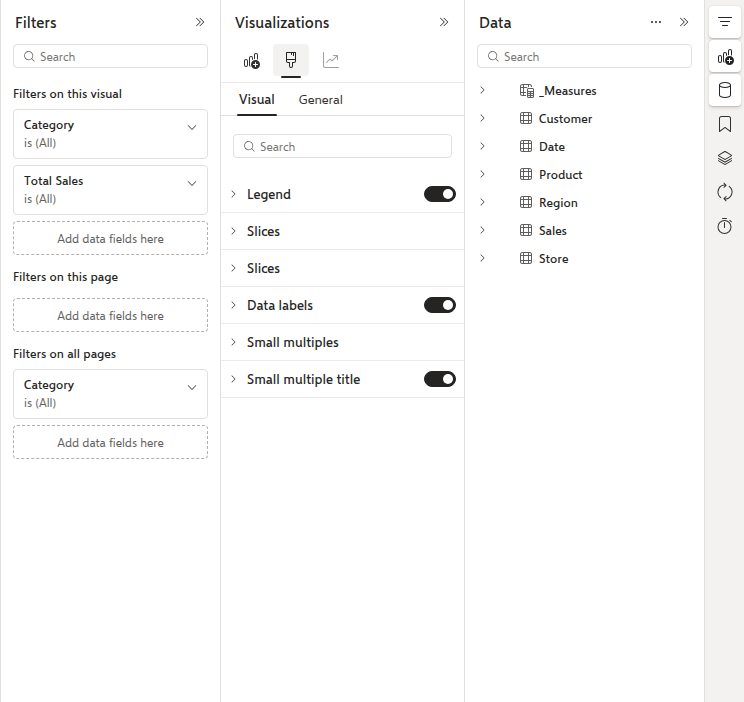 Filters
Search
Filters on this visual
Category
is (All)
Total Sales
is (All)
Add data fields here
Filters on this page
Add data fields here
Filters on all pages
Category
is (All)
Add data fields here
Visualizations
Visual
General
Search
Legend
Slices
Slices
Data labels
Small multiples
Small multiple title
Data
Search
_Measures
Customer
Date
Product
Region
Sales
Store